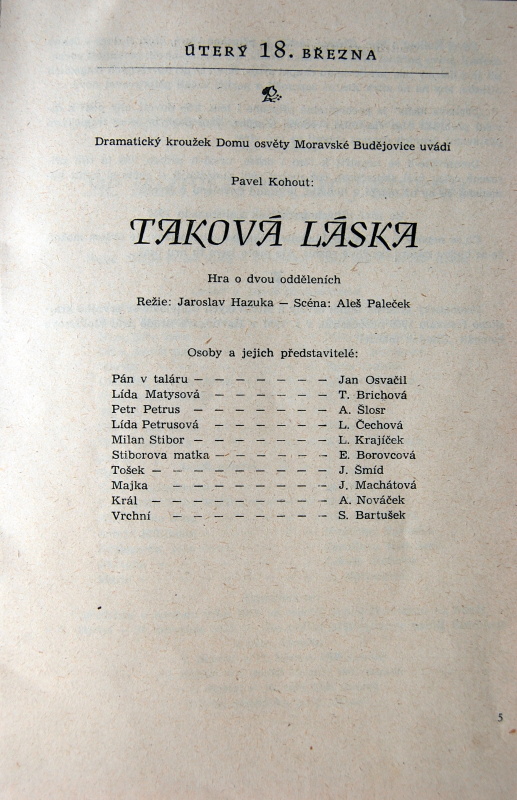 ÚTERÝ 18. BŘEZNA
Dramatický kroužek Domu osvěty Moravské Budějovice uvádí
Pavel Kohout:
TAKOVÁ LÁSKA
Hra o dvou odděleních
Režie: Jaroslav Hazuka — Scéna: Aleš Paleček
Osoby a jejich představitelé:
Pán v taláru — — — — — — — Jan Osvačil
Lída Matysová — — — — — — T. Brichová
Petr Petrus — — — — — — — A. Šlosr
Lída Petrusová — — — — — — L. Čechová
Milan Stibor — — — — — — — L. Krajíček
Stiborova matka — — — — — — E. Borovcová
Tošek — — — — — — — — — J. Šmíd
Majka — — — — — — — — J. Machátová
Král — — — — — — — — — A. Nováček
Vrchní — — — — — — — — S. Bartušek
5